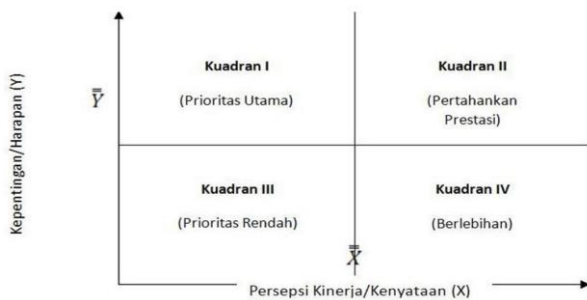 Kepentingan/Harapan (Y)
Y̿
Kuadran I
(Prioritas Utama)
Kuadran II
(Pertahankan
Prestasi)
Kuadran III
(Prioritas Rendah)
Kuadran IV
(Berlebihan)
X̿
Persepsi Kinerja/Kenyataan (X)